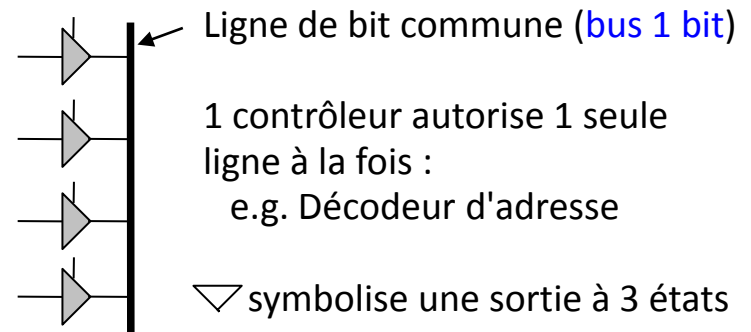 Ligne de bit commune (bus 1 bit)
1 contrôleur autorise 1 seule
ligne à la fois :
e.g. Décodeur d'adresse
symbolise une sortie à 3 états